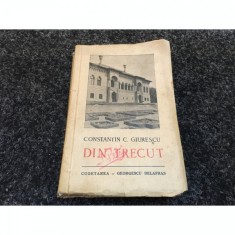 CONSTANTIN C. GIURESCU
DIN TRECUT
CUGETAREA - GEORGESCU DELAFRAS